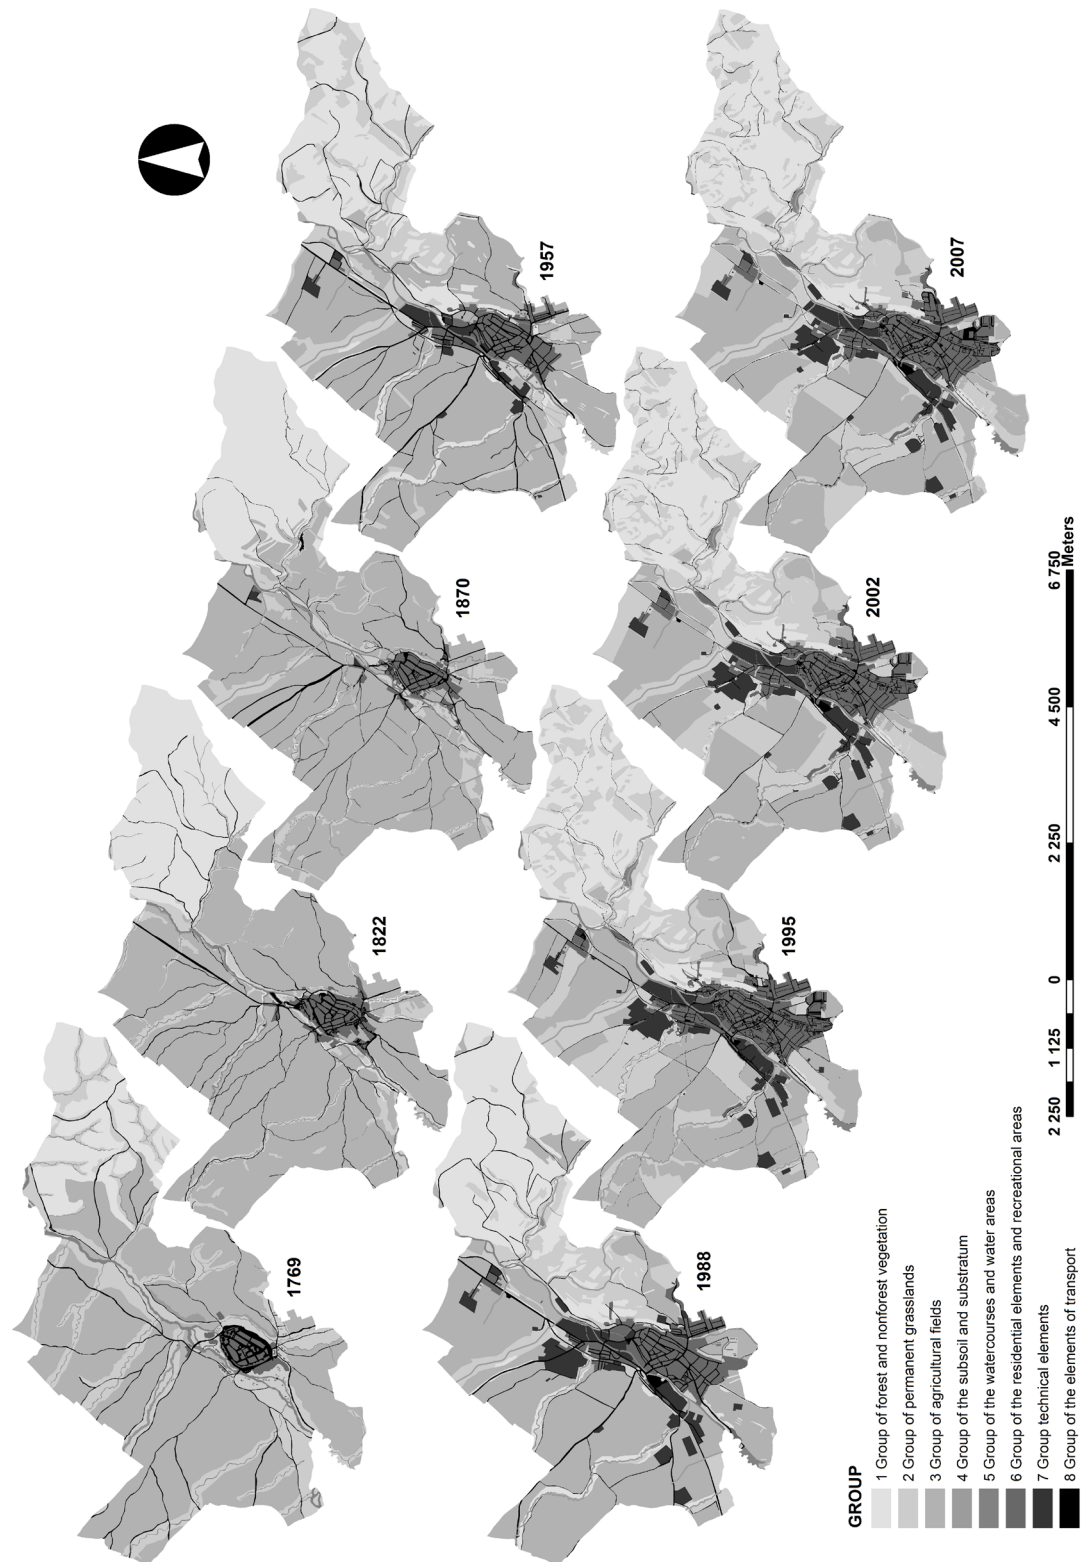 1769
1822
1870
1957
1988
1995
2002
2007
GROUP
1 Group of forest and nonforest vegetation
2 Group of permanent grasslands
3 Group of agricultural fields
4 Group of the subsoil and substratum
5 Group of the watercourses and water areas
6 Group of the residential elements and recreational areas
7 Group technical elements
8 Group of the elements of transport
2 250 1 125 0 2 250 4 500 6 750
Meters